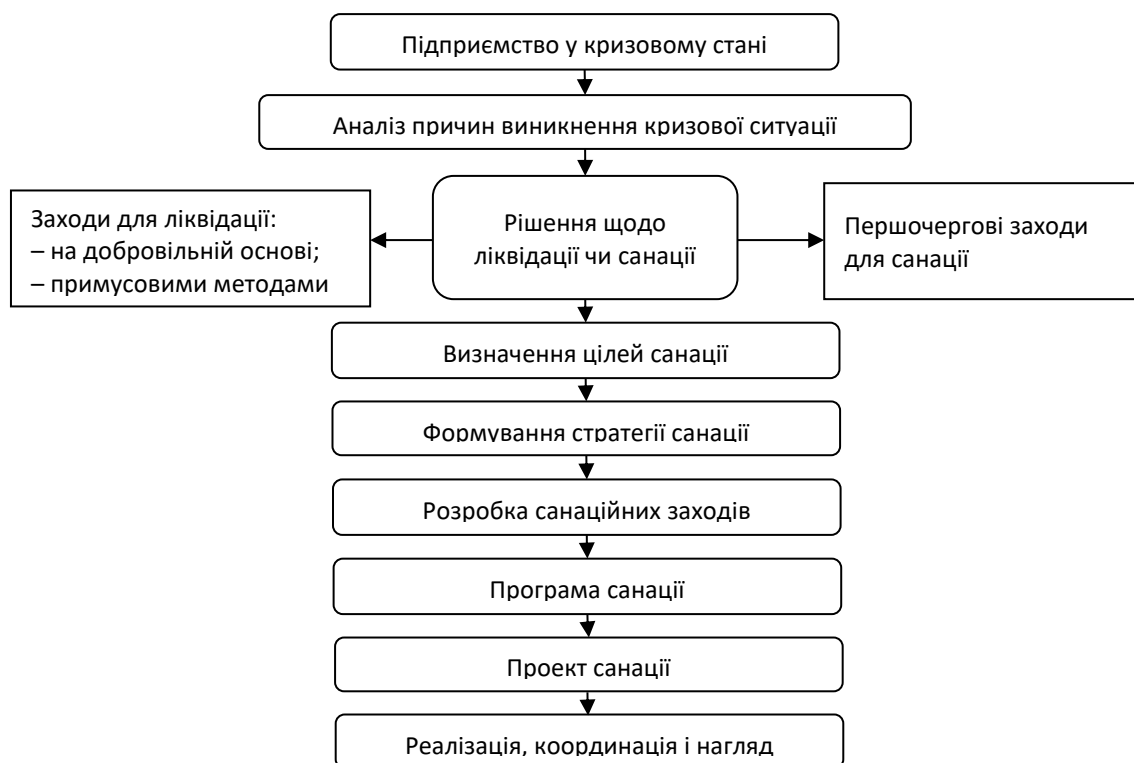 Підприємство у кризовому стані
Аналіз причин виникнення кризової ситуації
Заходи для ліквідації:
– на добровільній основі;
– примусовими методами
Рішення щодо
ліквідації чи санації
Першочергові заходи
для санації
Визначення цілей санації
Формування стратегії санації
Розробка санаційних заходів
Програма санації
Проект санації
Реалізація, координація і нагляд